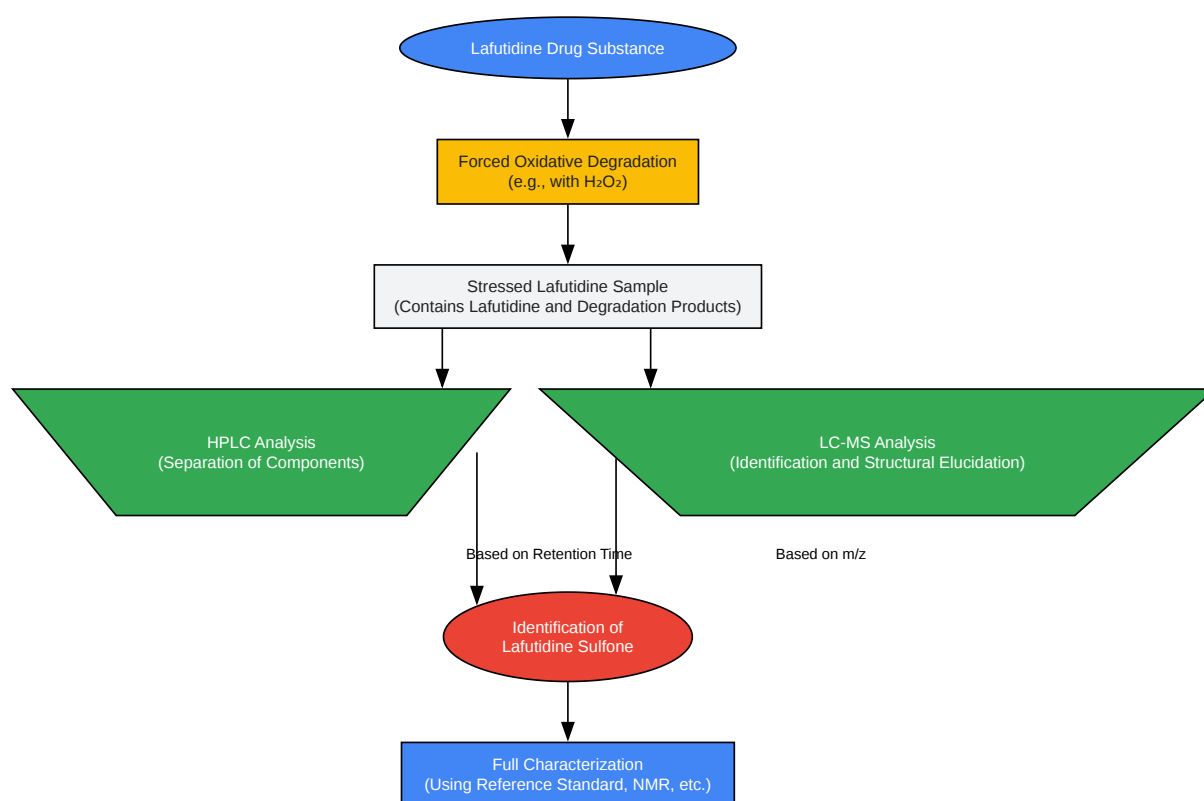 Lafutidine Drug Substance
Forced Oxidative Degradation
(e.g., with H₂O₂)
Stressed Lafutidine Sample
(Contains Lafutidine and Degradation Products)
HPLC Analysis
(Separation of Components)
LC-MS Analysis
(Identification and Structural Elucidation)
Based on Retention Time
Based on m/z
Identification of
Lafutidine Sulfone
Full Characterization
(Using Reference Standard, NMR, etc.)